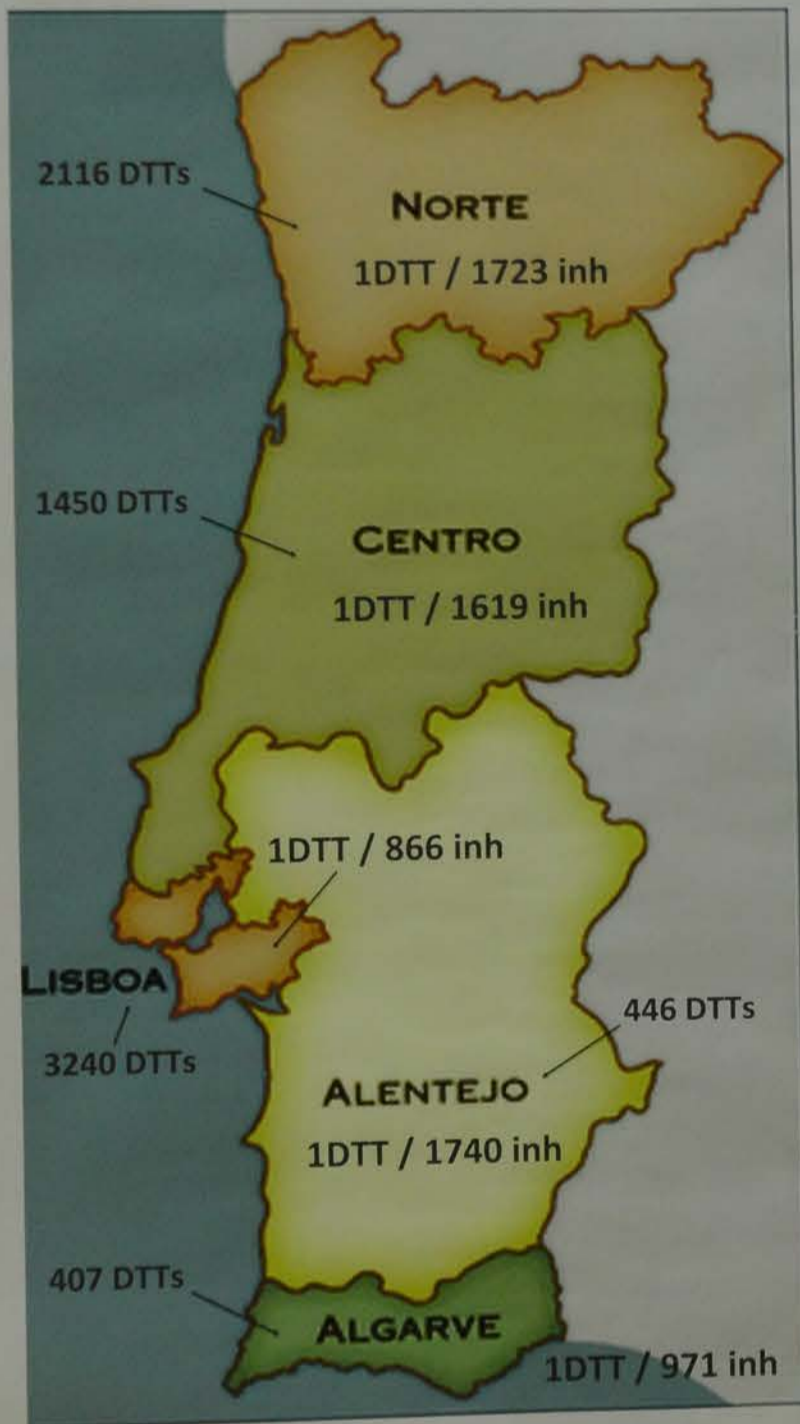 2116 DTTs
NORTE
1DTT / 1723 inh
1450 DTTs
CENTRO
1DTT / 1619 inh
1DTT / 866 inh
LISBOA
3240 DTTs
446 DTTs
ALENTEJO
1DTT / 1740 inh
407 DTTs
ALGARVE
1DTT / 971 inh